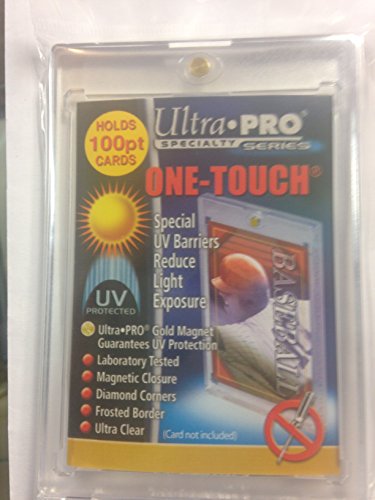 HOLDS
100pt
CARDS
Ultra•PRO®
SPECIALTY SERIES
ONE-TOUCH®
Special
UV Barriers
Reduce
Light
Exposure
UV
PROTECTED
BASEBALL
Ultra•PRO® Gold Magnet
Guarantees UV Protection
Laboratory Tested
Magnetic Closure
Diamond Corners
Frosted Border
Ultra Clear
(Card not included)